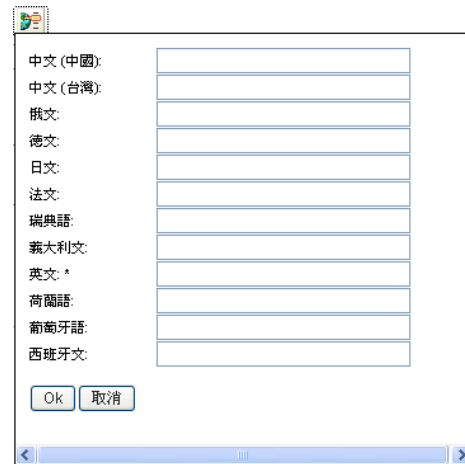 中文 (中國):
中文 (台灣):
俄文:
德文:
日文:
法文:
瑞典語:
義大利文:
英文: *
荷蘭語:
葡萄牙語:
西班牙文:
Ok 取消